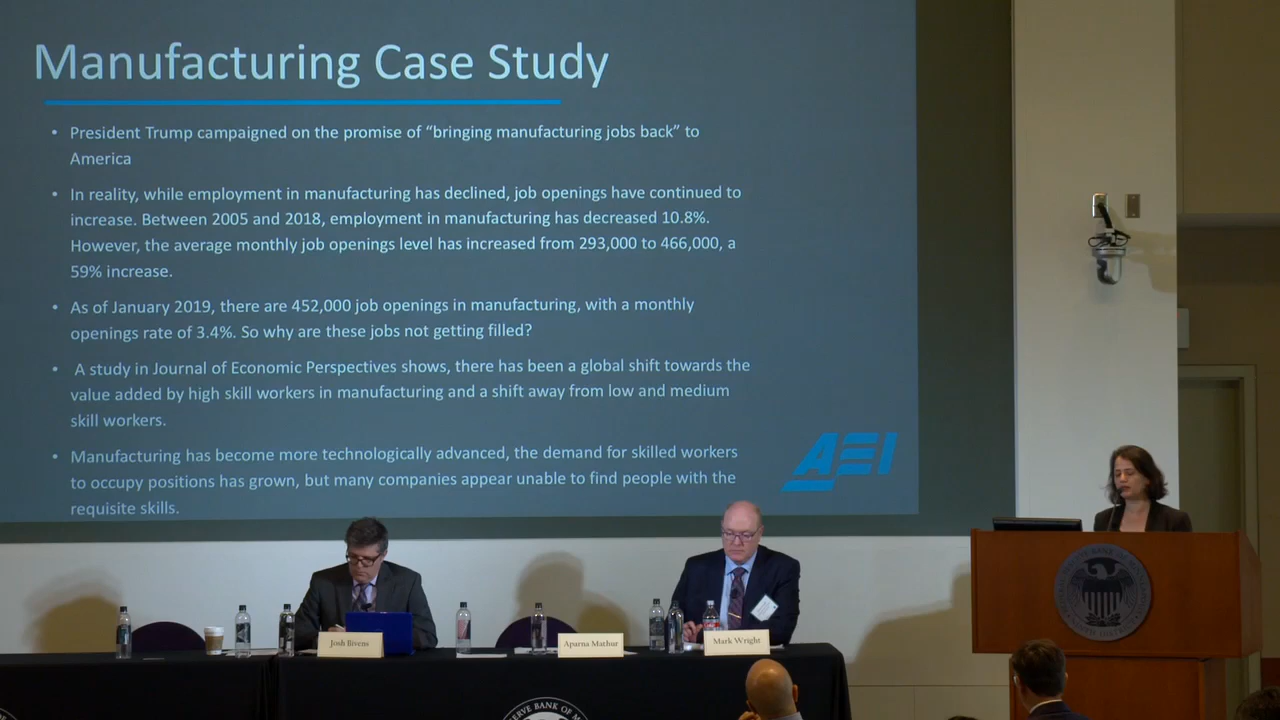 Manufacturing Case Study
• President Trump campaigned on the promise of “bringing manufacturing jobs back” to
America
• In reality, while employment in manufacturing has declined, job openings have continued to
increase. Between 2005 and 2018, employment in manufacturing has decreased 10.8%.
However, the average monthly job openings level has increased from 293,000 to 466,000, a
59% increase.
• As of January 2019, there are 452,000 job openings in manufacturing, with a monthly
openings rate of 3.4%. So why are these jobs not getting filled?
• A study in Journal of Economic Perspectives shows, there has been a global shift towards the
value added by high skill workers in manufacturing and a shift away from low and medium
skill workers.
• Manufacturing has become more technologically advanced, the demand for skilled workers
to occupy positions has grown, but many companies appear unable to find people with the
requisite skills.
AEI
Josh Bivens
Aparna Mathur
Mark Wright
RVE BANK OF